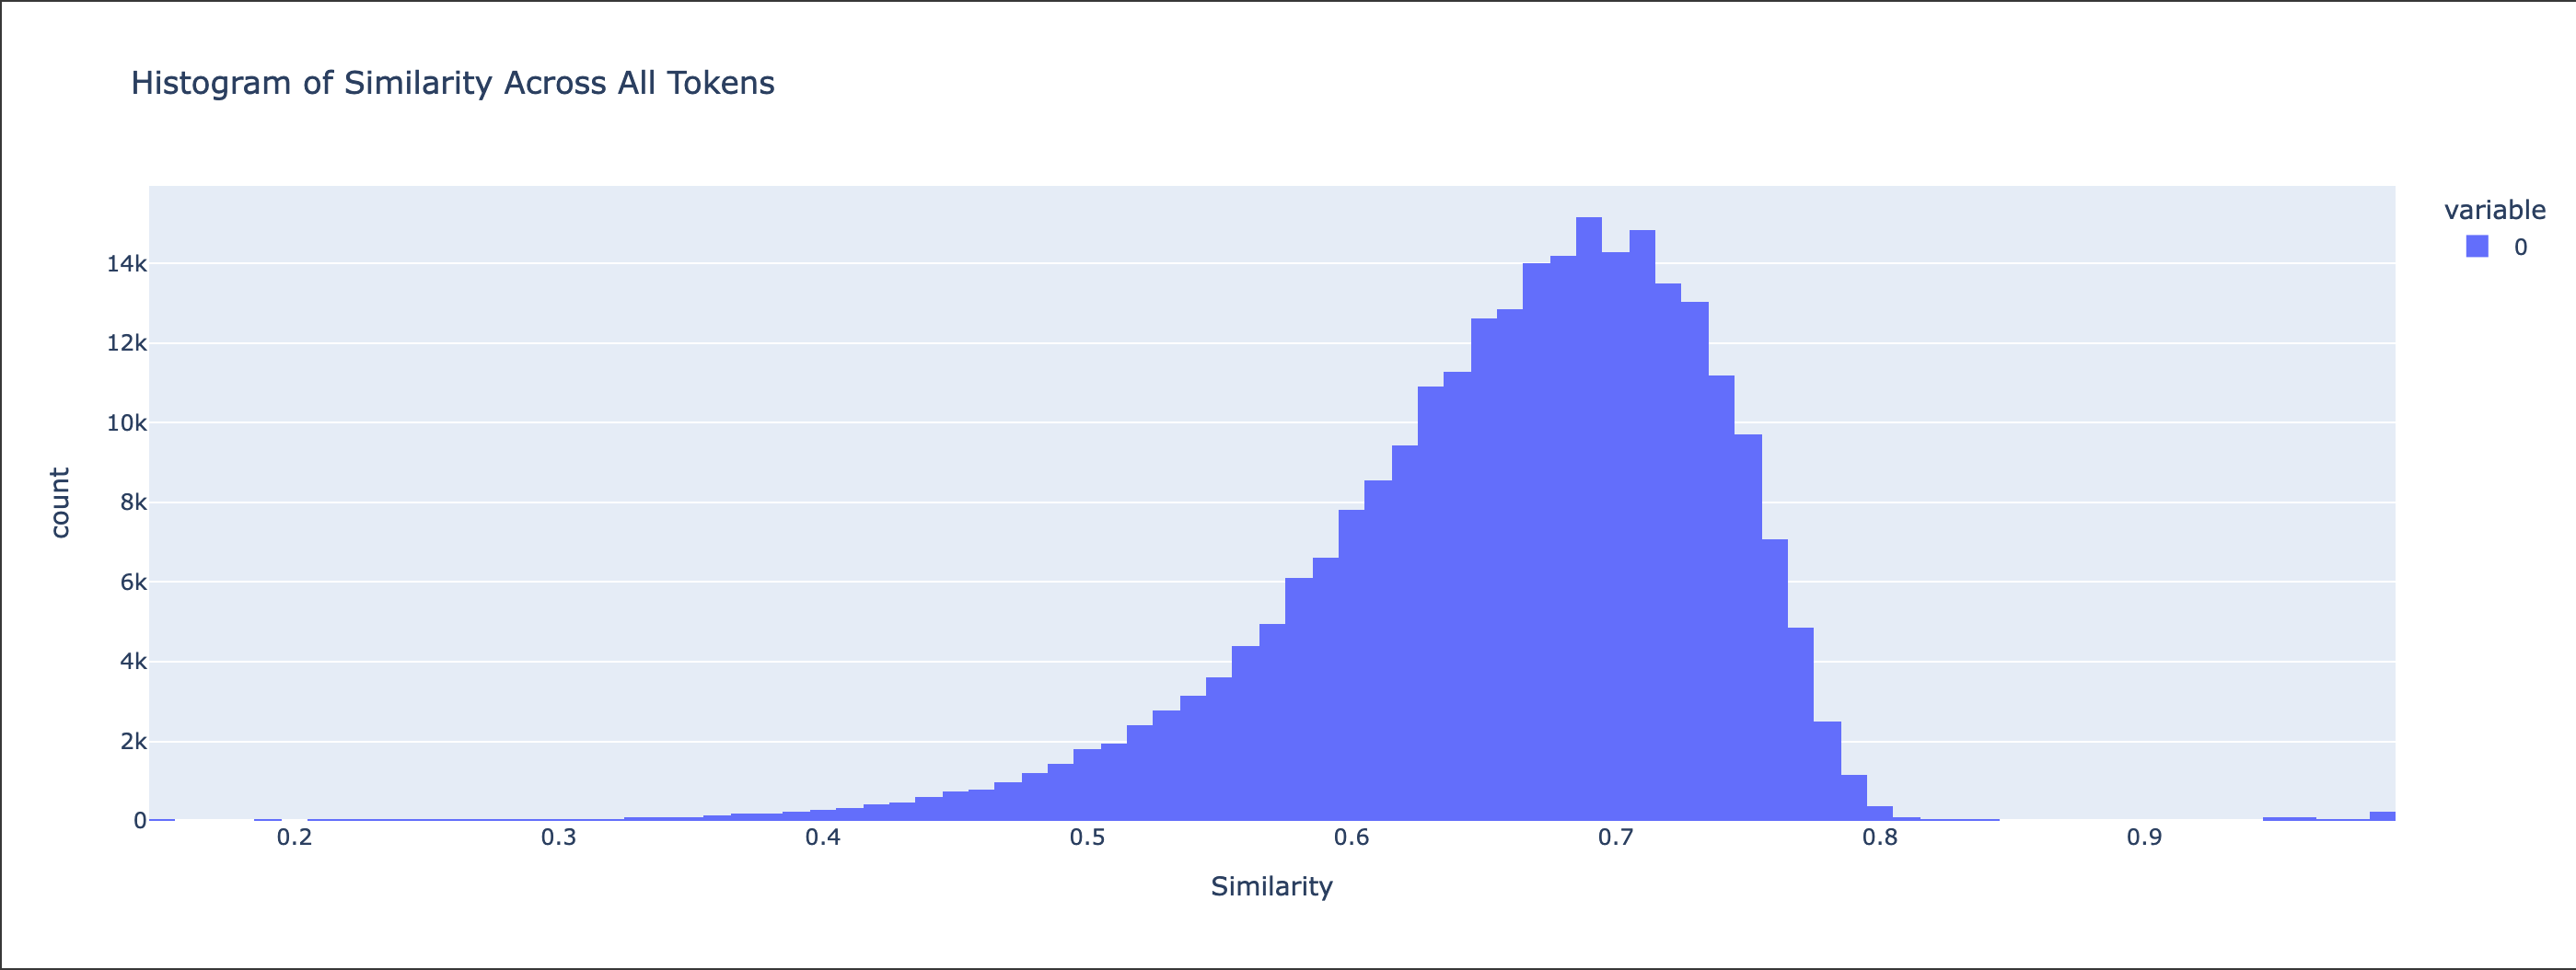 Histogram of Similarity Across All Tokens
variable
0
14k
12k
10k
8k
6k
4k
2k
0
count
0.2 0.3 0.4 0.5 0.6 0.7 0.8 0.9
Similarity